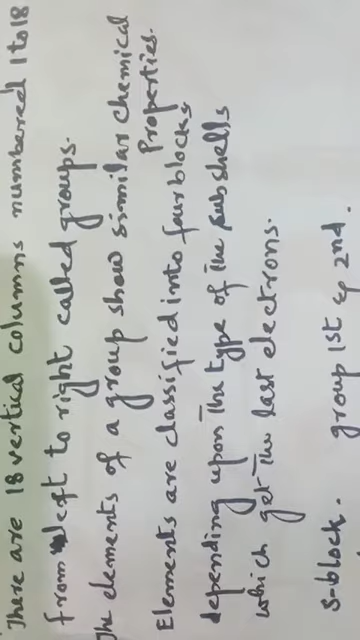 There are 18 vertical columns numbered 1 to 18
from left to right called groups.
The elements of a group show similar chemical
Properties.
Elements are classified into four blocks
depending upon the type of the subshells
which get the last electrons.
S-block. group 1st & 2nd.